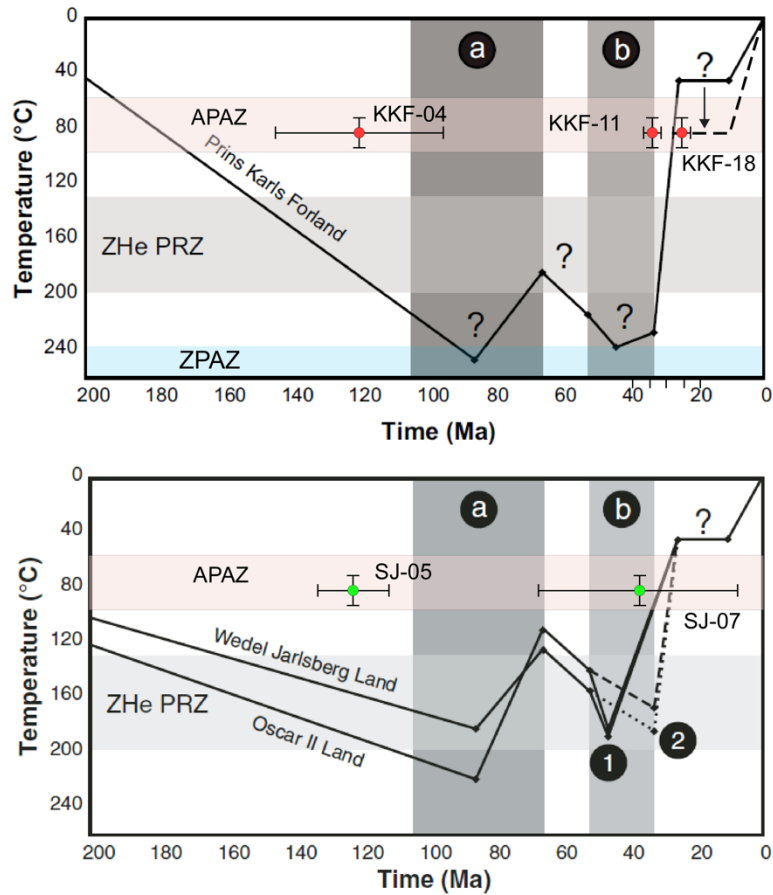 0
40
80
120
160
200
240
Temperature (°C)
a
b
?
APAZ
KKF-04
KKF-11
KKF-18
Prins Karls Forland
ZHe PRZ
?
?
?
ZPAZ
200
180
160
140
120
100
80
60
40
20
0
Time (Ma)
0
40
80
120
160
200
240
Temperature (°C)
a
b
?
APAZ
SJ-05
SJ-07
Wedel Jarlsberg Land
ZHe PRZ
Oscar II Land
1
2
200
180
160
140
120
100
80
60
40
20
0
Time (Ma)